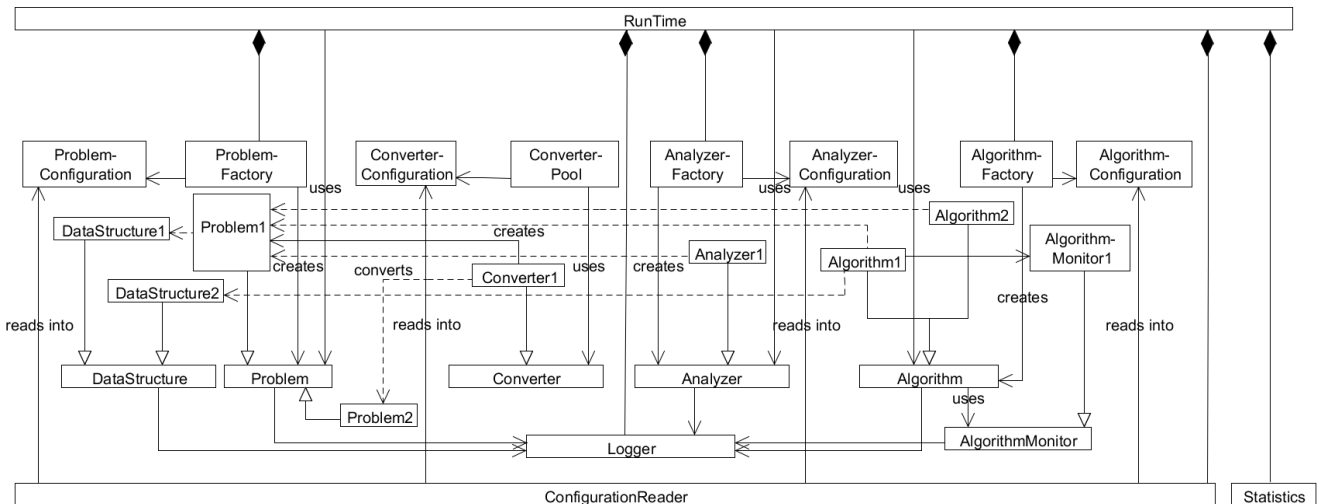 RunTime
Problem-
Configuration
Problem-
Factory
Converter-
Configuration
Converter-
Pool
Analyzer-
Factory
Analyzer-
Configuration
Algorithm-
Factory
Algorithm-
Configuration
uses
uses
uses
DataStructure1
Problem1
creates
Algorithm2
Algorithm-
Monitor1
Analyzer1
Algorithm1
creates
converts
Converter1
uses
creates
DataStructure2
creates
reads into
reads into
reads into
reads into
DataStructure
Problem
Converter
Analyzer
Algorithm
uses
Problem2
Logger
AlgorithmMonitor
ConfigurationReader
Statistics